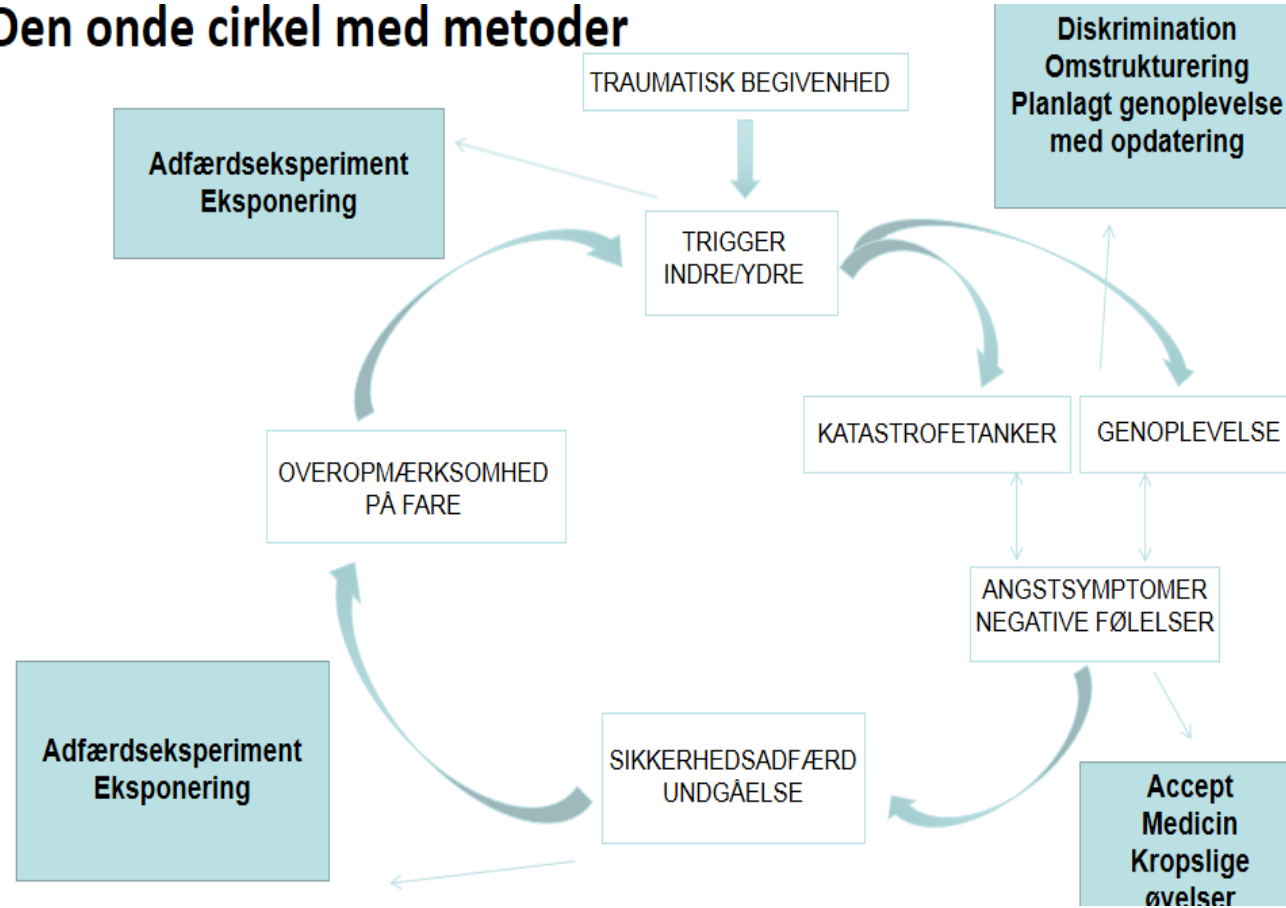 Den onde cirkel med metoder
TRAUMATISK BEGIVENHED
Diskrimination
Omstrukturering
Planlagt genoplevelse
med opdatering
Adfærdseksperiment
Eksponering
TRIGGER
INDRE/YDRE
KATASTROFETANKER
GENOPLEVELSE
OVEROPMÆRKSOMHED
PÅ FARE
ANGSTSYMPTOMER
NEGATIVE FØLELSER
SIKKERHEDSADFÆRD
UNDGÅELSE
Adfærdseksperiment
Eksponering
Accept
Medicin
Kropslige
øvelser